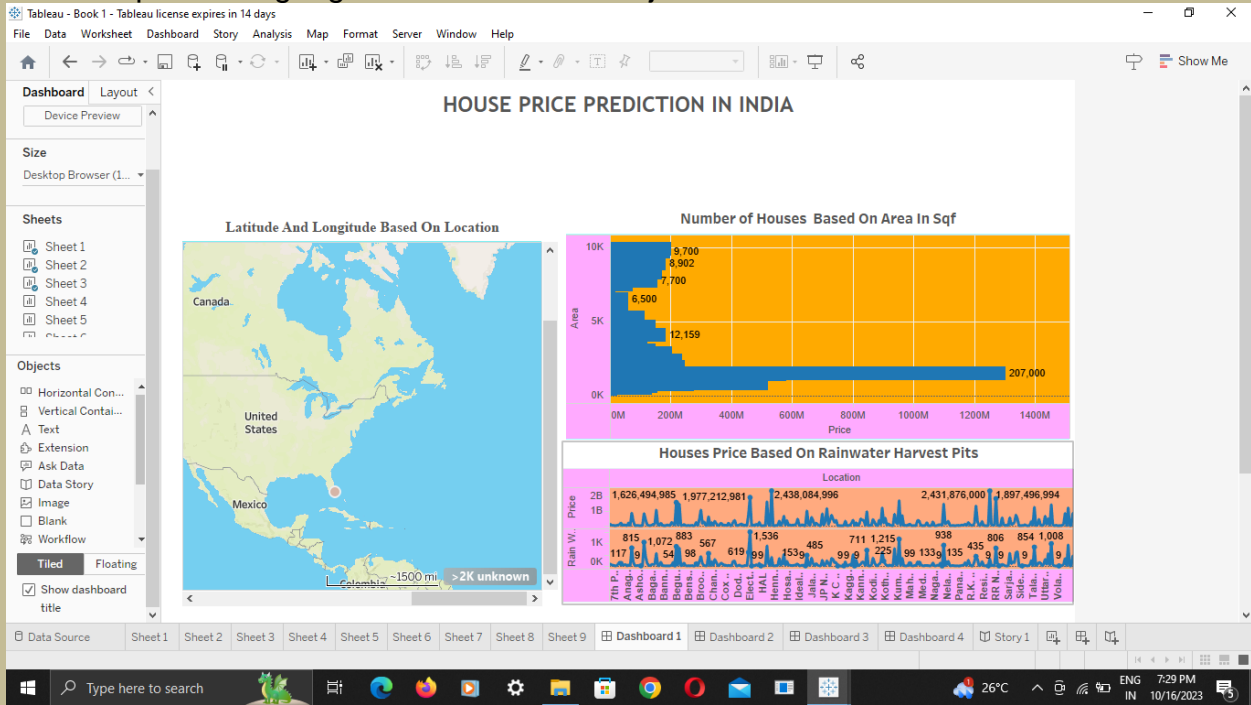 Tableau - Book 1 - Tableau license expires in 14 days
File Data Worksheet Dashboard Story Analysis Map Format Server Window Help
Show Me
Dashboard Layout
Device Preview
Size
Desktop Browser (1...
Sheets
Sheet 1
Sheet 2
Sheet 3
Sheet 4
Sheet 5
Objects
Horizontal Con...
Vertical Contai...
Text
Extension
Ask Data
Data Story
Image
Blank
Workflow
Tiled Floating
Show dashboard
title
HOUSE PRICE PREDICTION IN INDIA
Latitude And Longitude Based On Location
Canada
United
States
Mexico
Colombia
~1500 mi
>2K unknown
Number of Houses Based On Area In Sqf
Area
10K
5K
0K
9,700
8,902
7,700
6,500
12,159
207,000
0M 200M 400M 600M 800M 1000M 1200M 1400M
Price
Houses Price Based On Rainwater Harvest Pits
Location
Price
2B
1B
1,626,494,985 1,977,212,981 2,438,084,996 2,431,876,000 1,897,496,994
Rain W..
1K
0K
815 1,072 883 567 1,536 485 711 1,215 938 435 806 854 1,008
117 9 54 98 619 99 153 9 99 9 225 99 133 9 135 9 9 9 9
7th P.. Anag.. Asho.. Baga.. Bann.. Begu.. Bens.. Boo.. Chan.. Cox .. Dod.. Elect.. HAL Henn.. Hosa.. Ideal.. Jala.. JP N.. K C .. Kagg.. Kann.. Kodi.. Koth.. Kum.. Mah.. Med.. Naga.. Nela.. Pana.. R.K. .. Resi.. RR N.. Sarja.. Side.. Tala.. Uttar.. Vola..
Data Source Sheet 1 Sheet 2 Sheet 3 Sheet 4 Sheet 5 Sheet 6 Sheet 7 Sheet 8 Sheet 9 Dashboard 1 Dashboard 2 Dashboard 3 Dashboard 4 Story 1
Type here to search
26°C
ENG
IN
7:29 PM
10/16/2023
5